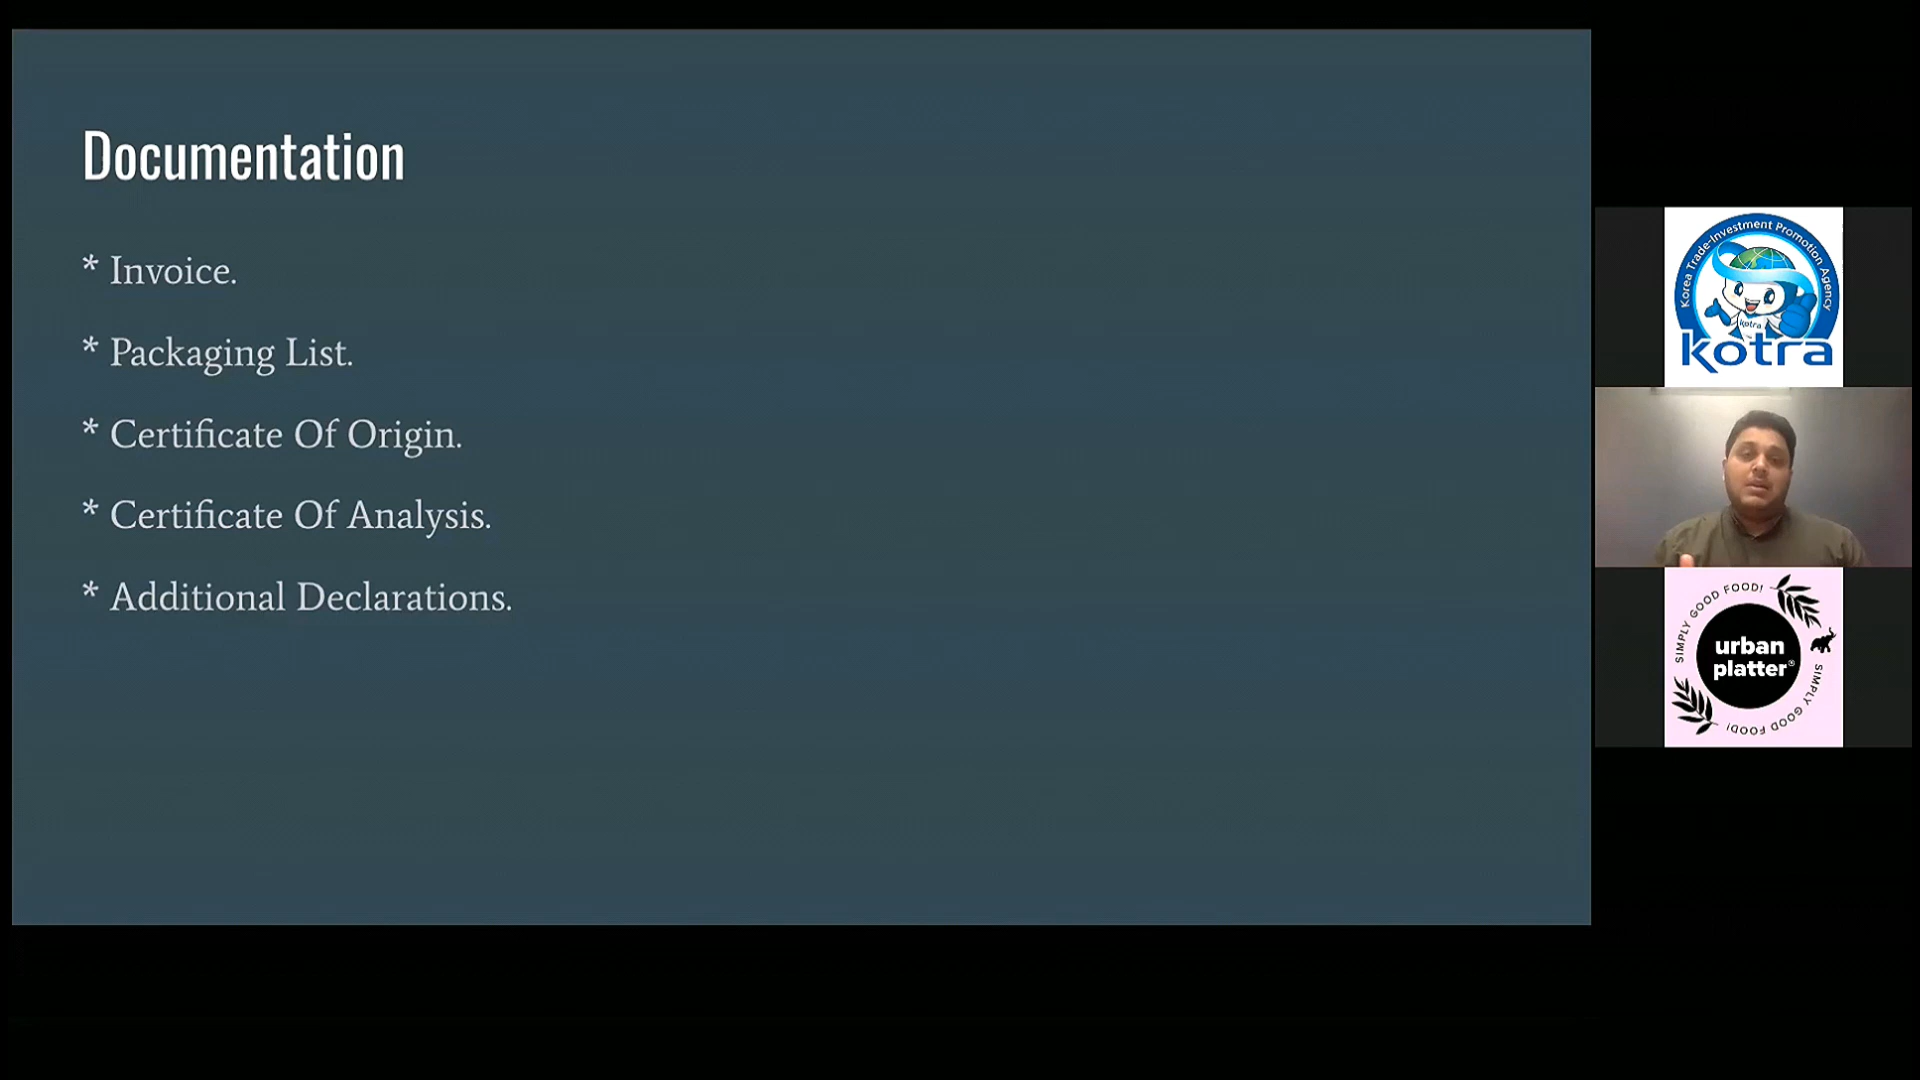 Documentation
* Invoice.
* Packaging List.
* Certificate Of Origin.
* Certificate Of Analysis.
* Additional Declarations.
Korea Trade-Investment Promotion Agency
kotra
kotra
SIMPLY GOOD FOOD!
urban
platter®
SIMPLY GOOD FOOD!